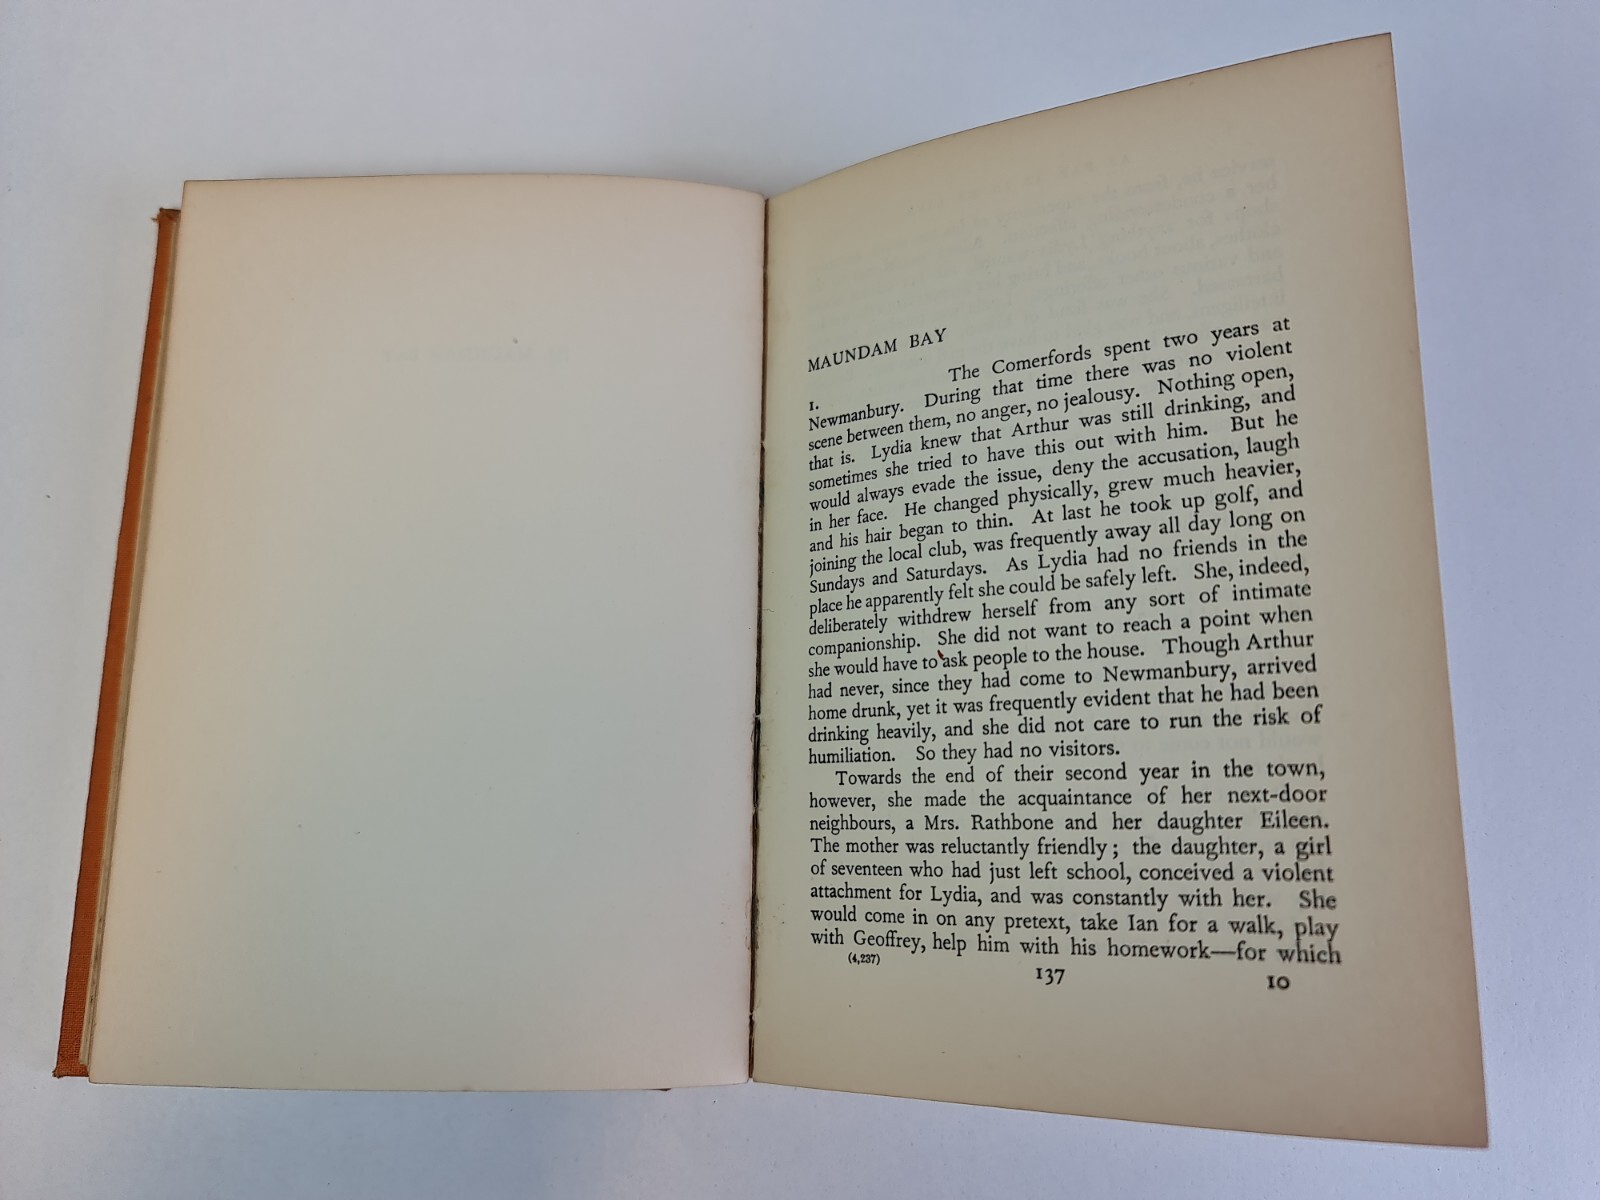 MAUNDAM BAY
1.
The Comerfords spent two years at
Newmanbury. During that time there was no violent
scene between them, no anger, no jealousy. Nothing open,
that is. Lydia knew that Arthur was still drinking, and
sometimes she tried to have this out with him. But he
would always evade the issue, deny the accusation, laugh
in her face. He changed physically, grew much heavier,
and his hair began to thin. At last he took up golf, and
joining the local club, was frequently away all day long on
Sundays and Saturdays. As Lydia had no friends in the
place he apparently felt she could be safely left. She, indeed,
deliberately withdrew herself from any sort of intimate
companionship. She did not want to reach a point when
she would have to ask people to the house. Though Arthur
had never, since they had come to Newmanbury, arrived
home drunk, yet it was frequently evident that he had been
drinking heavily, and she did not care to run the risk of
humiliation. So they had no visitors.
Towards the end of their second year in the town,
however, she made the acquaintance of her next-door
neighbours, a Mrs. Rathbone and her daughter Eileen.
The mother was reluctantly friendly; the daughter, a girl
of seventeen who had just left school, conceived a violent
attachment for Lydia, and was constantly with her. She
would come in on any pretext, take Ian for a walk, play
with Geoffrey, help him with his homework—for which
(4,237)
137
10